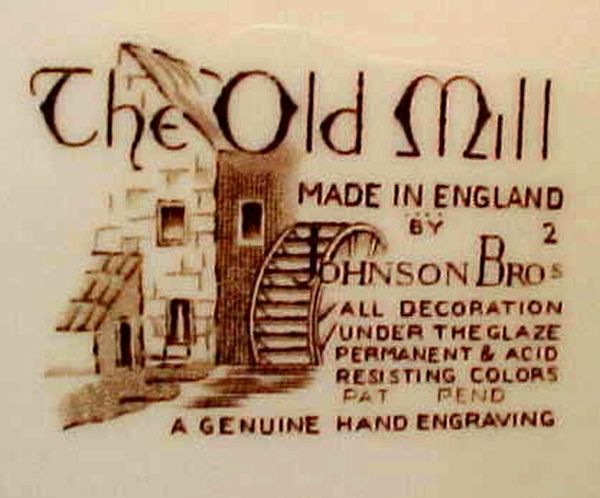 The Old Mill
MADE IN ENGLAND
BY 2
JOHNSON BROS
ALL DECORATION
UNDER THE GLAZE
PERMANENT & ACID
RESISTING COLORS
PAT PEND
A GENUINE HAND ENGRAVING